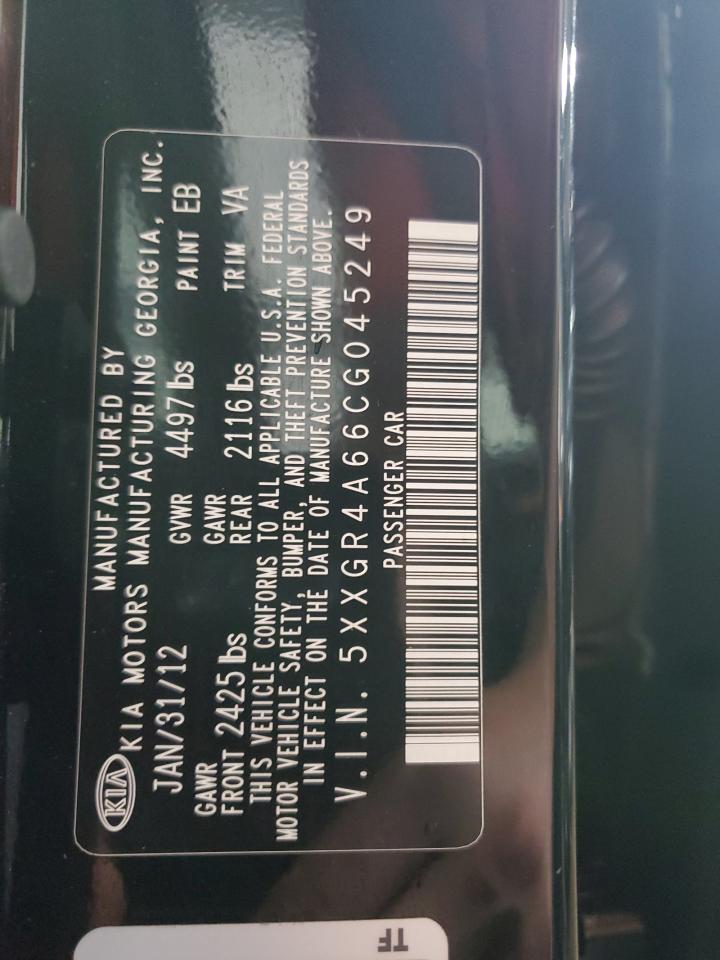 MANUFACTURED BY
KIA KIA MOTORS MANUFACTURING GEORGIA, INC.
JAN/31/12 GVWR 4497 lbs PAINT EB
GAWR FRONT 2425 lbs GAWR REAR 2116 lbs TRIM VA
THIS VEHICLE CONFORMS TO ALL APPLICABLE U.S.A. FEDERAL
MOTOR VEHICLE SAFETY, BUMPER, AND THEFT PREVENTION STANDARDS
IN EFFECT ON THE DATE OF MANUFACTURE SHOWN ABOVE.
V.I.N. 5XXGR4A66CG045249
PASSENGER CAR
TF